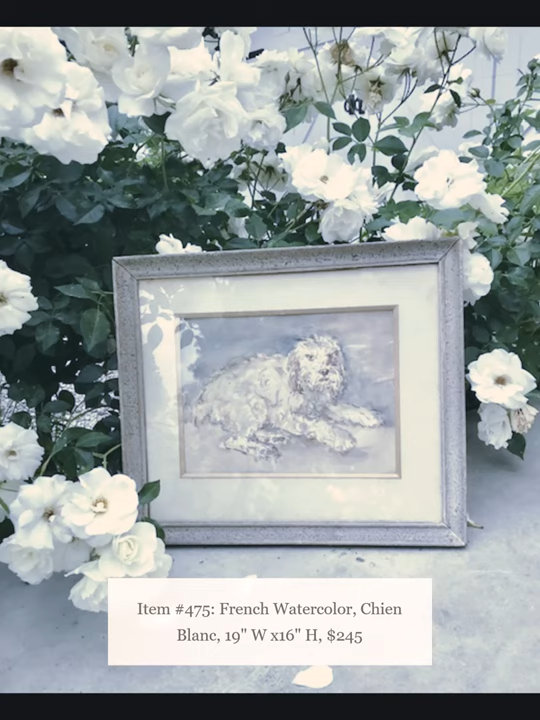 Item #475: French Watercolor, Chien
Blanc, 19" W x16" H, $245